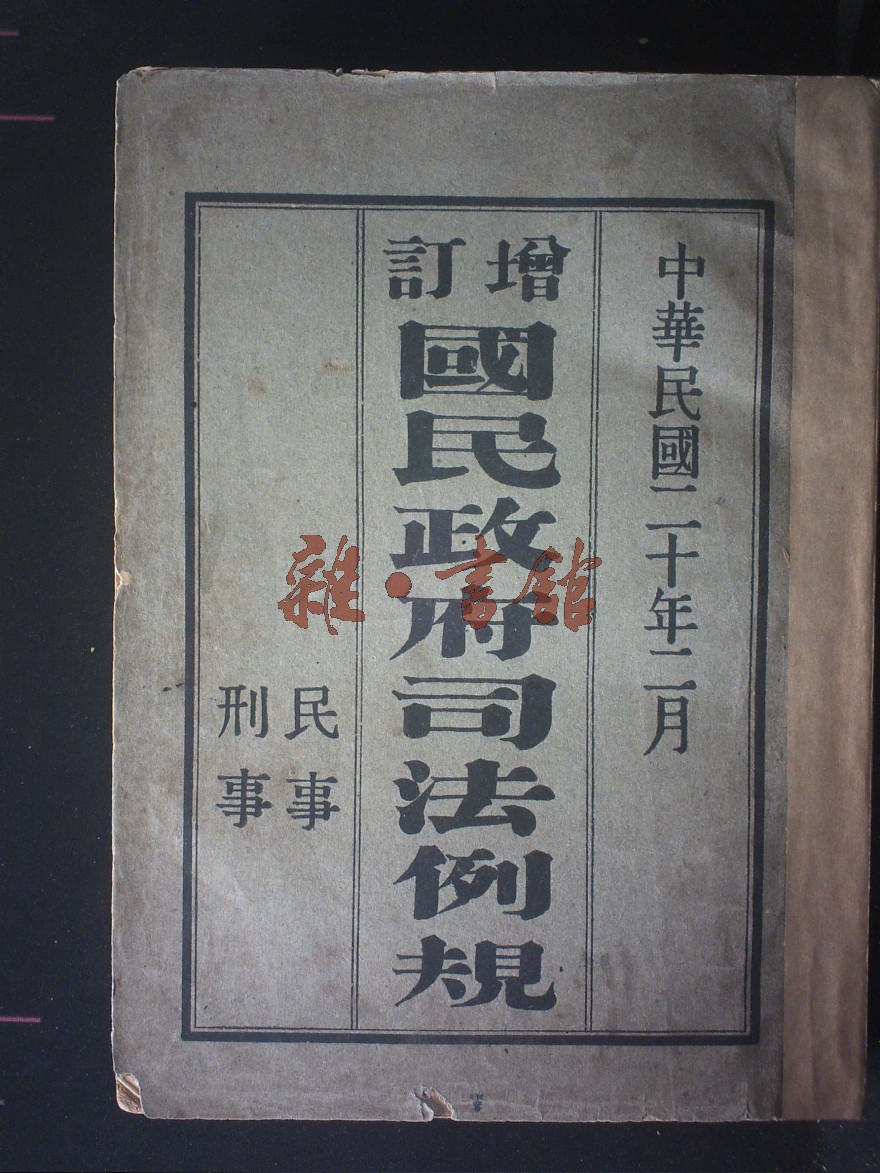 中華民國二十年二月
增訂
國民政府司法例規
民事
刑事
雜·書館